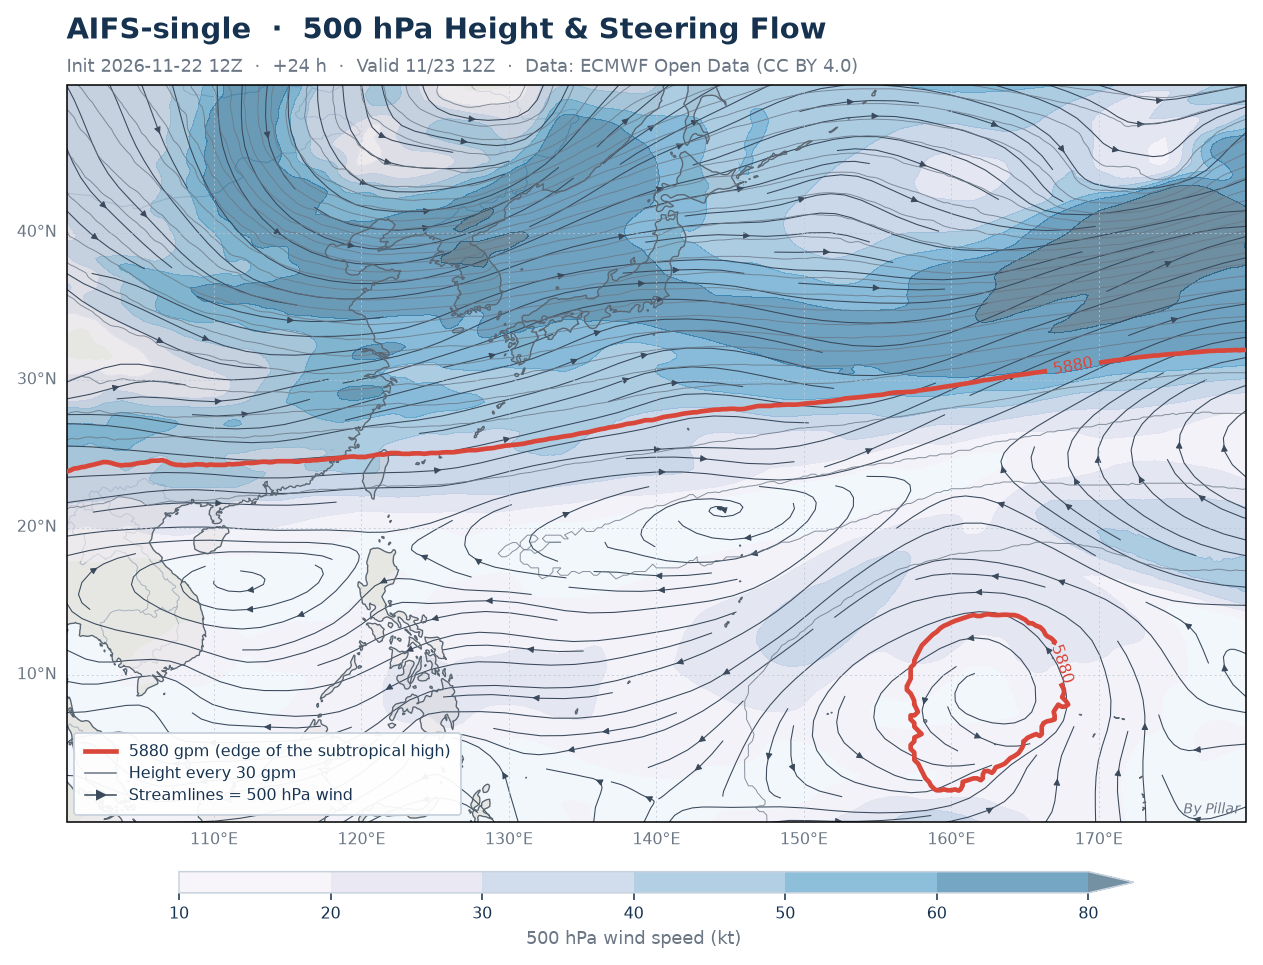 AIFS-single · 500 hPa Height & Steering Flow
Init 2026-11-22 12Z · +24 h · Valid 11/23 12Z · Data: ECMWF Open Data (CC BY 4.0)
40°N
30°N
20°N
10°N
5880
5880
5880 gpm (edge of the subtropical high)
Height every 30 gpm
Streamlines = 500 hPa wind
By Pillar
110°E 120°E 130°E 140°E 150°E 160°E 170°E
10 20 30 40 50 60 80
500 hPa wind speed (kt)